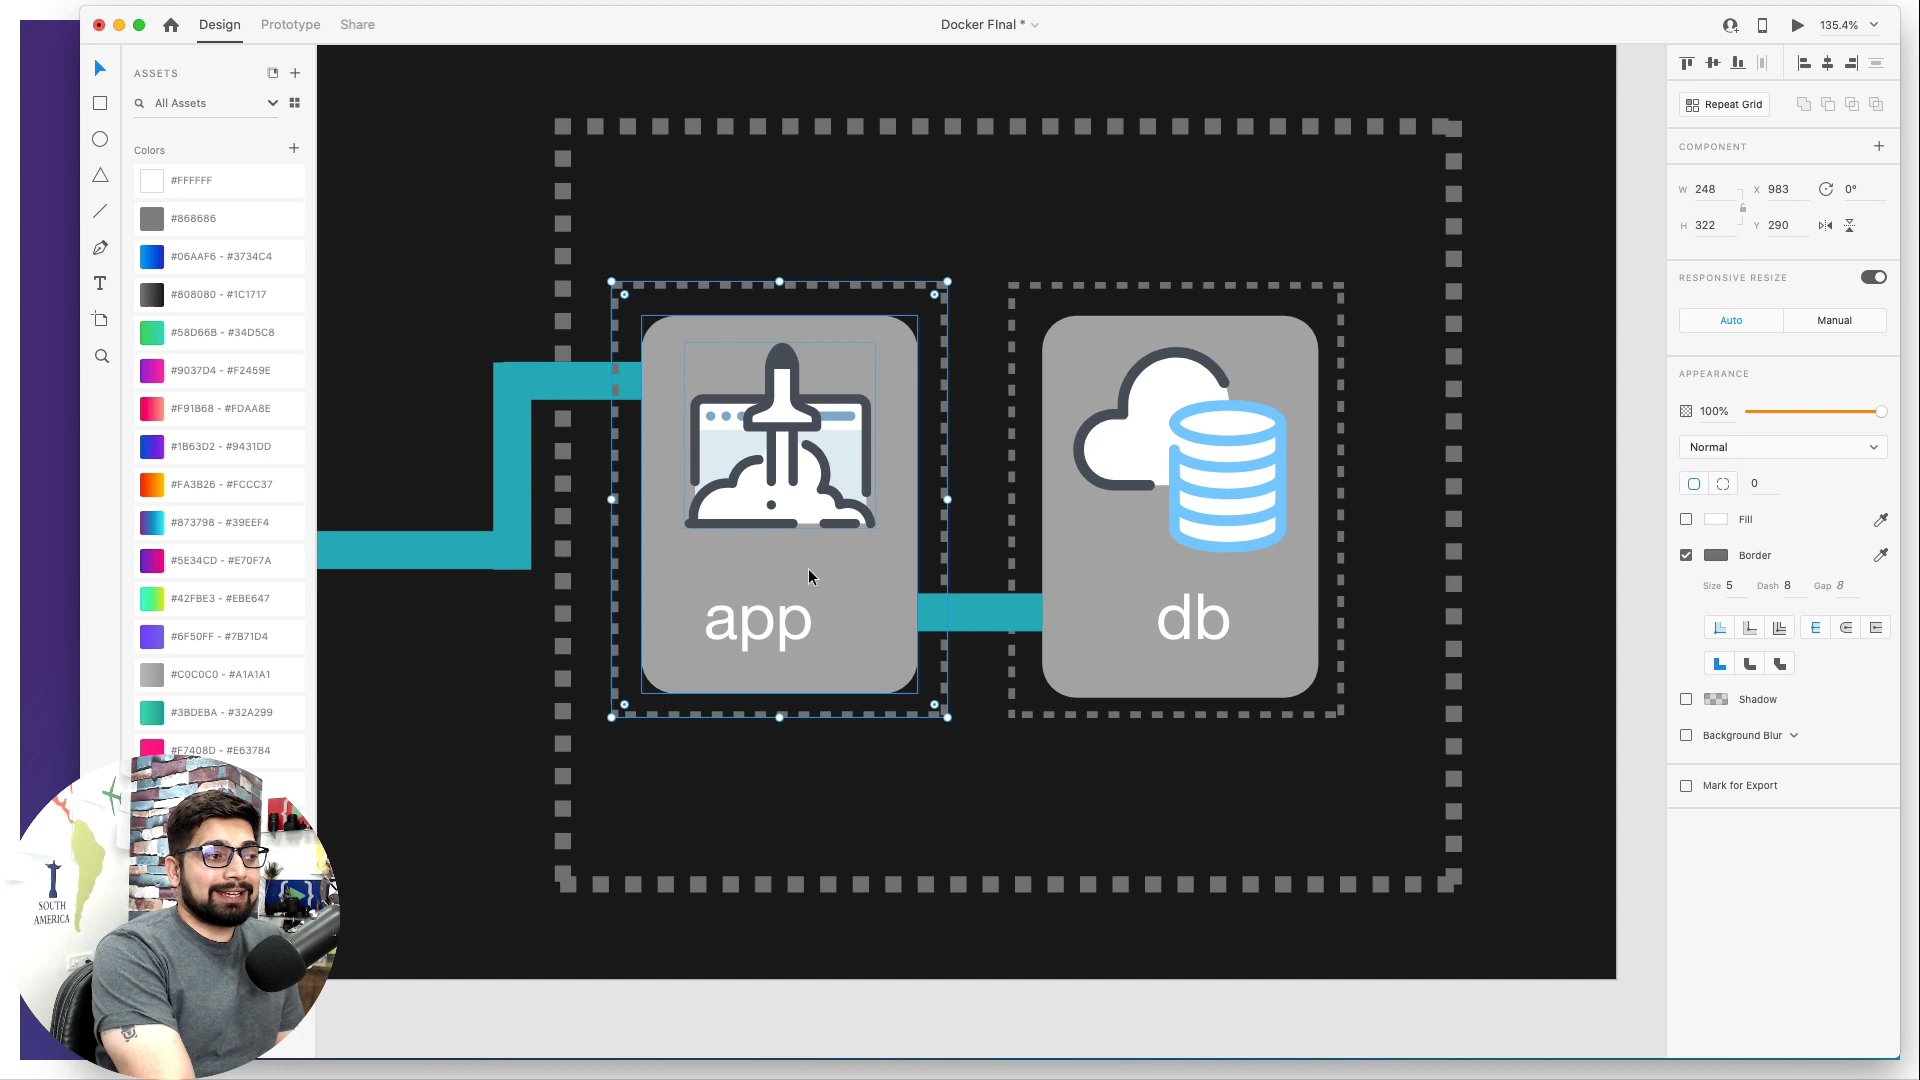 Design
Prototype
Share
Docker FInal *
135.4%
ASSETS
All Assets
Colors
#FFFFFF
#868686
#06AAF6 - #3734C4
#808080 - #1C1717
#58D66B - #34D5C8
#9037D4 - #F2459E
#F91B68 - #FDAA8E
#1B63D2 - #9431DD
#FA3B26 - #FCCC37
#873798 - #39EEF4
#5E34CD - #E70F7A
#42FBE3 - #EBE647
#6F50FF - #7B71D4
#C0C0C0 - #A1A1A1
#3BDEBA - #32A299
#F7408D - #E63784
SOUTH
AMERICA
app
db
Repeat Grid
COMPONENT
W 248 X 983 0°
H 322 Y 290
RESPONSIVE RESIZE
Auto
Manual
APPEARANCE
100%
Normal
0
Fill
Border
Size 5 Dash 8 Gap 8
Shadow
Background Blur
Mark for Export